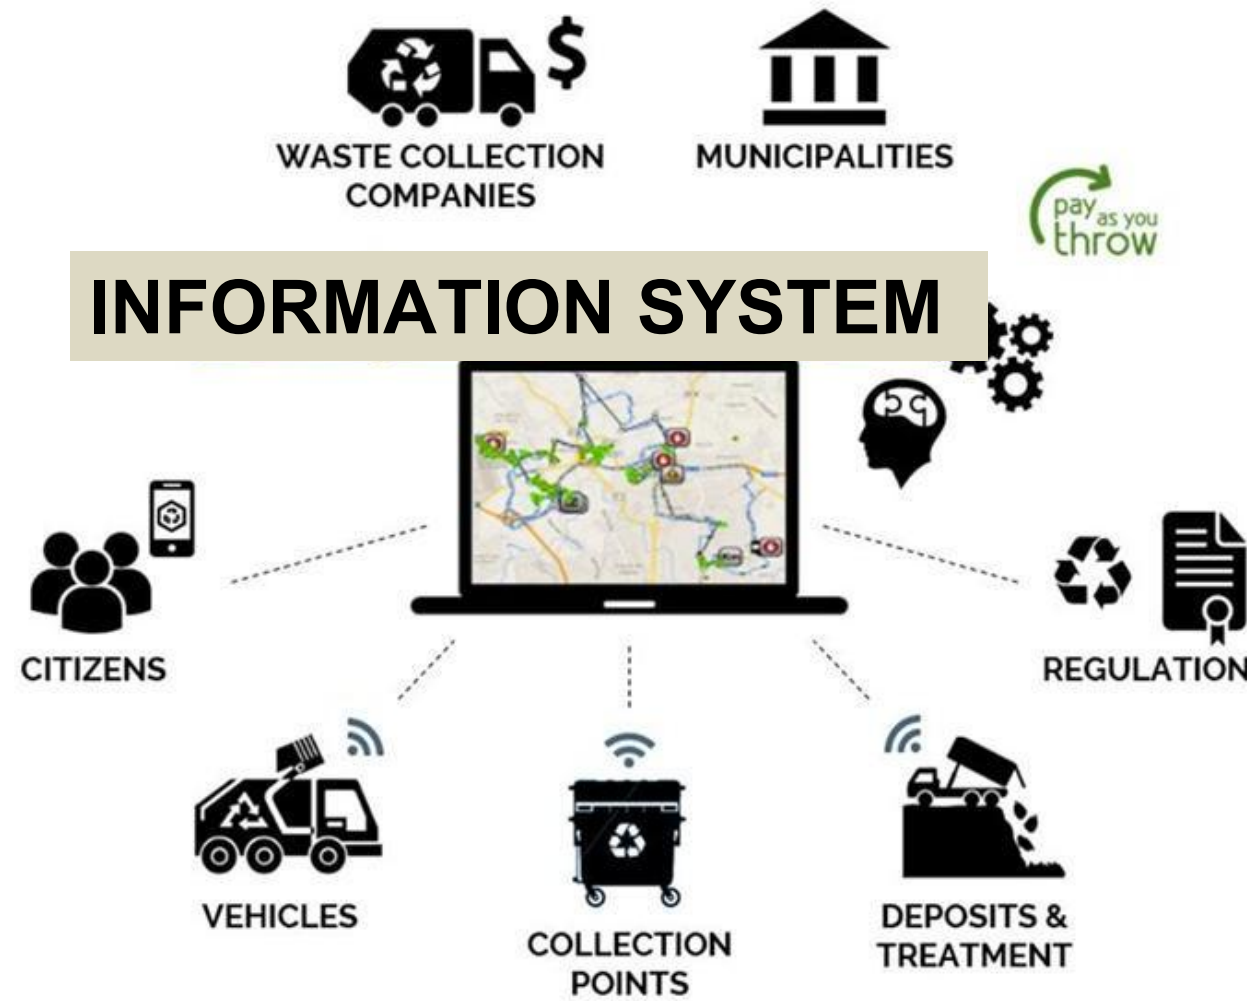 $
WASTE COLLECTION
COMPANIES
MUNICIPALITIES
pay as you
throw
INFORMATION SYSTEM
CITIZENS
REGULATION
VEHICLES
COLLECTION
POINTS
DEPOSITS &
TREATMENT